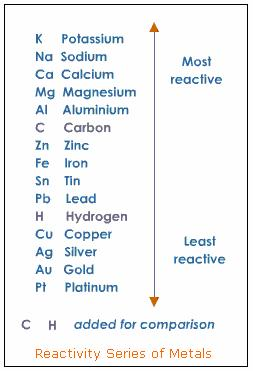 K Potassium
Na Sodium
Ca Calcium
Mg Magnesium
Al Aluminium
C Carbon
Zn Zinc
Fe Iron
Sn Tin
Pb Lead
H Hydrogen
Cu Copper
Ag Silver
Au Gold
Pt Platinum
Most
reactive
Least
reactive
C H added for comparison
Reactivity Series of Metals